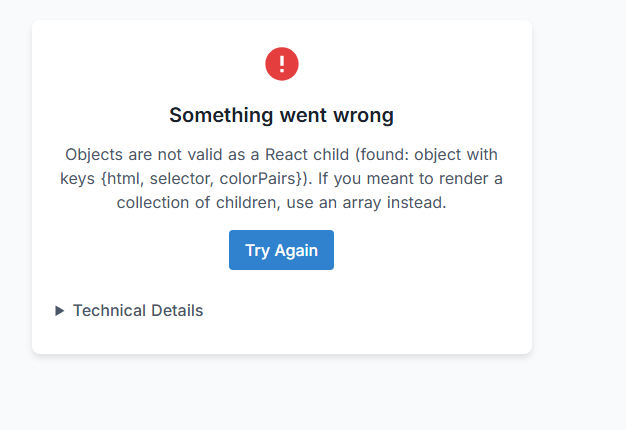 Something went wrong
Objects are not valid as a React child (found: object with
keys {html, selector, colorPairs}). If you meant to render a
collection of children, use an array instead.
Try Again
Technical Details